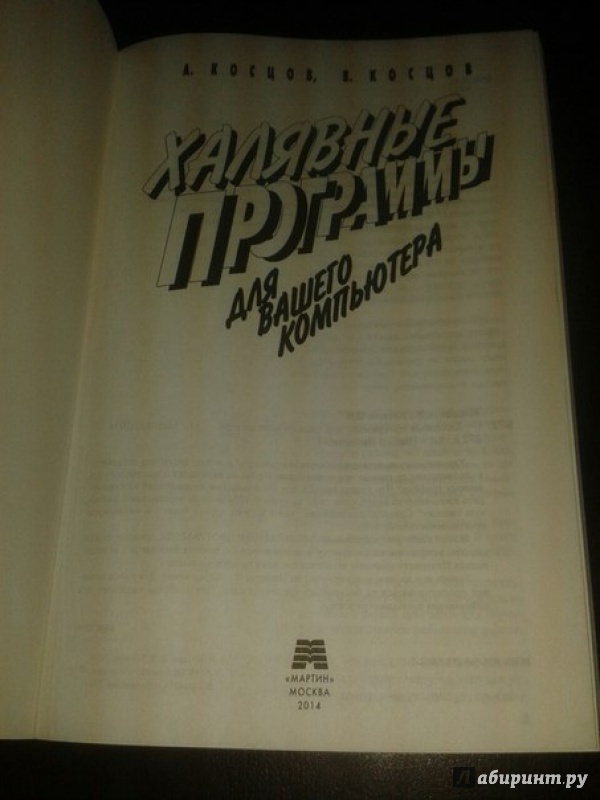 А. КОСЦОВ, В. КОСЦОВ
ХАЛЯВНЫЕ
ПРОГРАММЫ
ДЛЯ
ВАШЕГО
КОМПЬЮТЕРА
«МАРТИН»
МОСКВА
2014
Лабиринт.ру